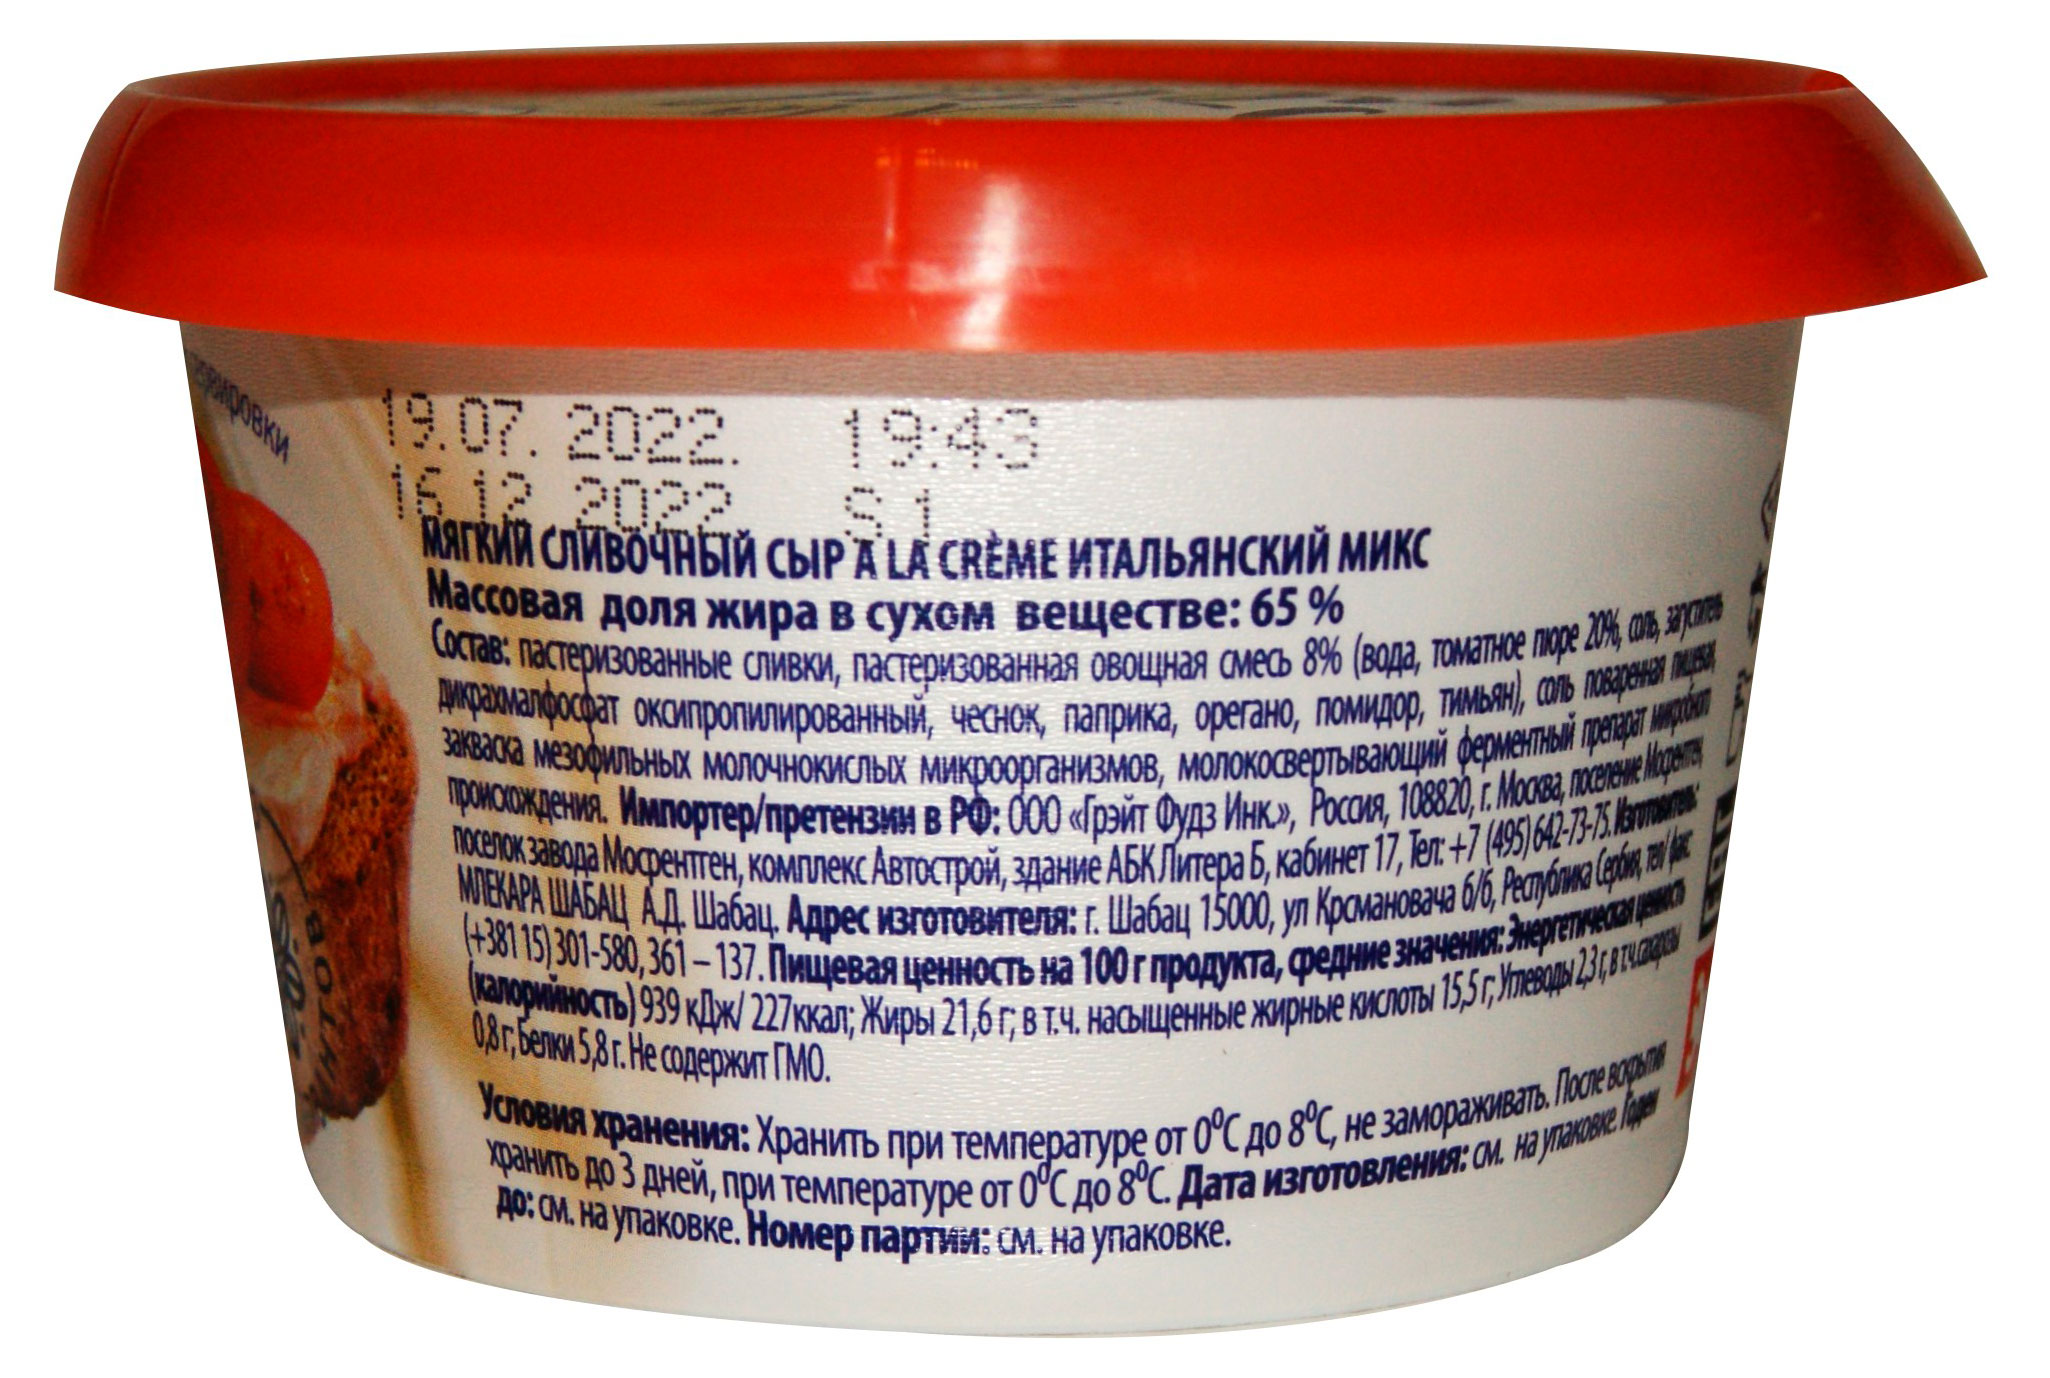 19.07.2022. 19:43
16.12.2022 S 1
МЯГКИЙ СЛИВОЧНЫЙ СЫР A LA CRÈME ИТАЛЬЯНСКИЙ МИКС
Массовая доля жира в сухом веществе: 65 %
Состав: пастеризованные сливки, пастеризованная овощная смесь 8% (вода, томатное пюре 20%, соль, загуститель
дикрахмалфосфат оксипропилированный, чеснок, паприка, орегано, помидор, тимьян), соль поваренная пищевая,
закваска мезофильных молочнокислых микроорганизмов, молокосвертывающий ферментный препарат микробного
происхождения. Импортер/претензии в РФ: ООО «Грэйт Фудз Инк.», Россия, 108820, г. Москва, поселение Мосрентген,
поселок завода Мосрентген, комплекс Автострой, здание АБК Литера Б, кабинет 17, Тел: +7 (495) 642-73-75. Изготовитель:
МЛЕКАРА ШАБАЦ А.Д. Шабац. Адрес изготовителя: г. Шабац 15000, ул Крсмановача б/б, Республика Сербия, тел/факс
(+381 15) 301-580, 361 – 137. Пищевая ценность на 100 г продукта, средние значения: Энергетическая ценность
(калорийность) 939 кДж/ 227ккал; Жиры 21,6 г; в т.ч. насыщенные жирные кислоты 15,5 г; Углеводы 2,3 г, в т.ч.сахароза
0,8 г; Белки 5,8 г. Не содержит ГМО.
Условия хранения: Хранить при температуре от 0⁰С до 8⁰С, не замораживать. После вскрытия
хранить до 3 дней, при температуре от 0⁰С до 8⁰С. Дата изготовления: см. на упаковке. Годен
до: см. на упаковке. Номер партии: см. на упаковке.